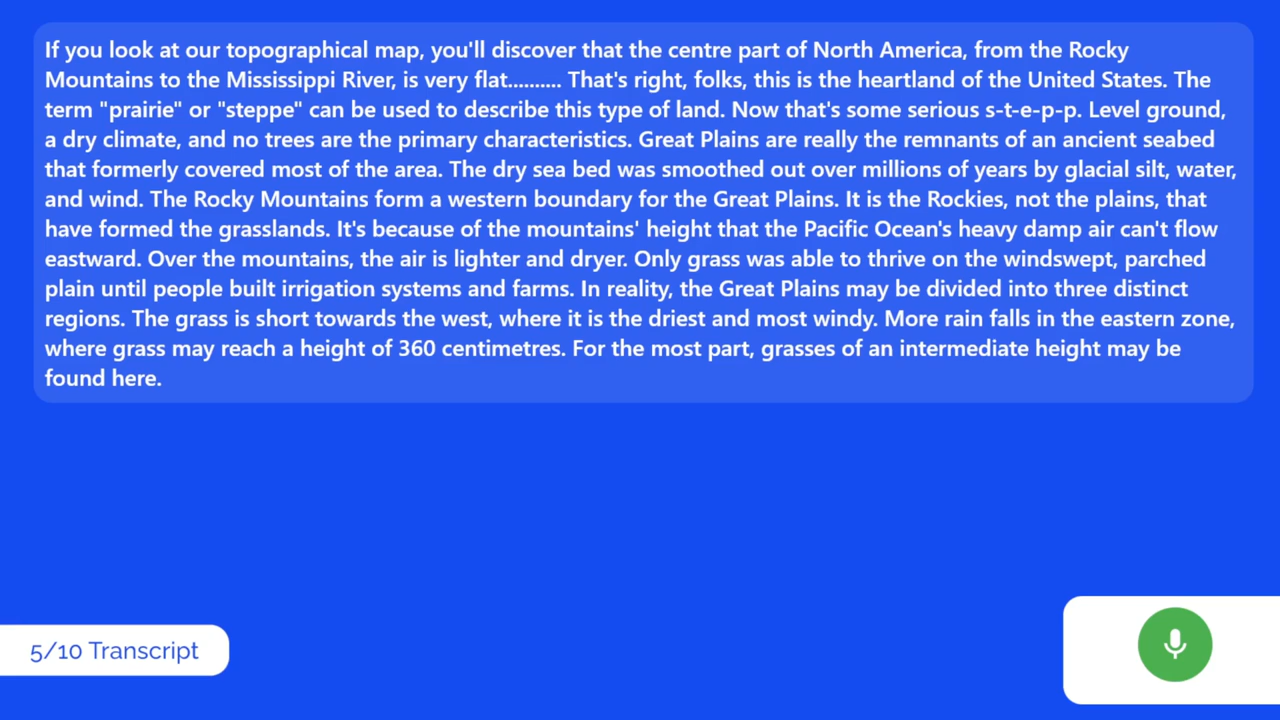 If you look at our topographical map, you'll discover that the centre part of North America, from the Rocky
Mountains to the Mississippi River, is very flat.......... That's right, folks, this is the heartland of the United States. The
term "prairie" or "steppe" can be used to describe this type of land. Now that's some serious s-t-e-p-p. Level ground,
a dry climate, and no trees are the primary characteristics. Great Plains are really the remnants of an ancient seabed
that formerly covered most of the area. The dry sea bed was smoothed out over millions of years by glacial silt, water,
and wind. The Rocky Mountains form a western boundary for the Great Plains. It is the Rockies, not the plains, that
have formed the grasslands. It's because of the mountains' height that the Pacific Ocean's heavy damp air can't flow
eastward. Over the mountains, the air is lighter and dryer. Only grass was able to thrive on the windswept, parched
plain until people built irrigation systems and farms. In reality, the Great Plains may be divided into three distinct
regions. The grass is short towards the west, where it is the driest and most windy. More rain falls in the eastern zone,
where grass may reach a height of 360 centimetres. For the most part, grasses of an intermediate height may be
found here.
5/10 Transcript